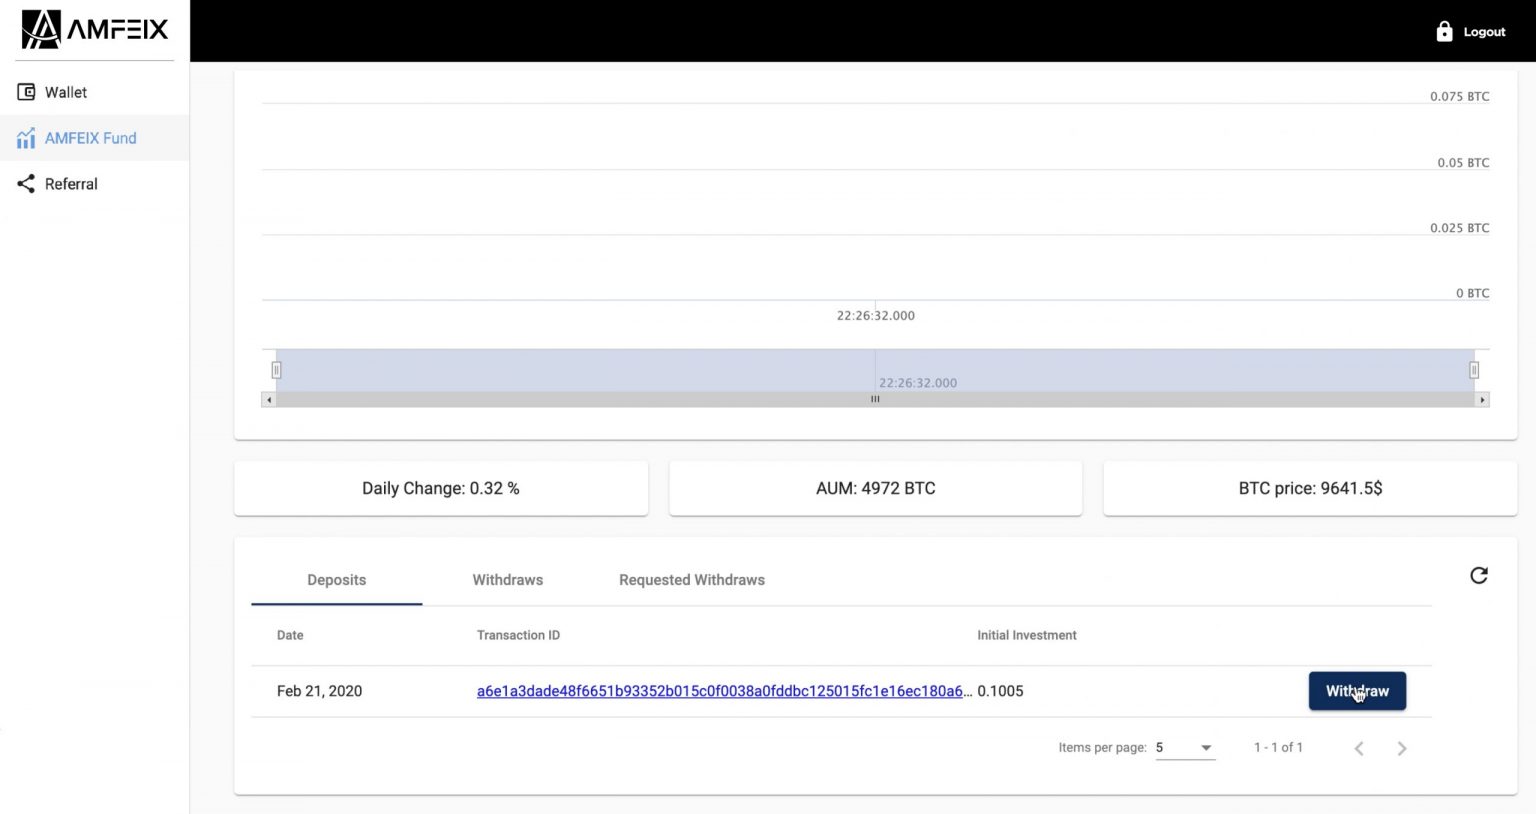 AMFEIX
Logout
Wallet
AMFEIX Fund
Referral
0.075 BTC
0.05 BTC
0.025 BTC
0 BTC
22:26:32.000
22:26:32.000
Daily Change: 0.32 %
AUM: 4972 BTC
BTC price: 9641.5$
Deposits Withdraws Requested Withdraws
Date Transaction ID Initial Investment
Feb 21, 2020 a6e1a3dade48f6651b93352b015c0f0038a0fddbc125015fc1e16ec180a6... 0.1005 Withdraw
Items per page: 5 1 - 1 of 1